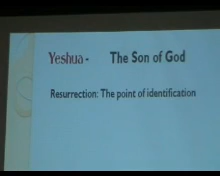 Yeshua - The Son of God
Resurrection: The point of identification